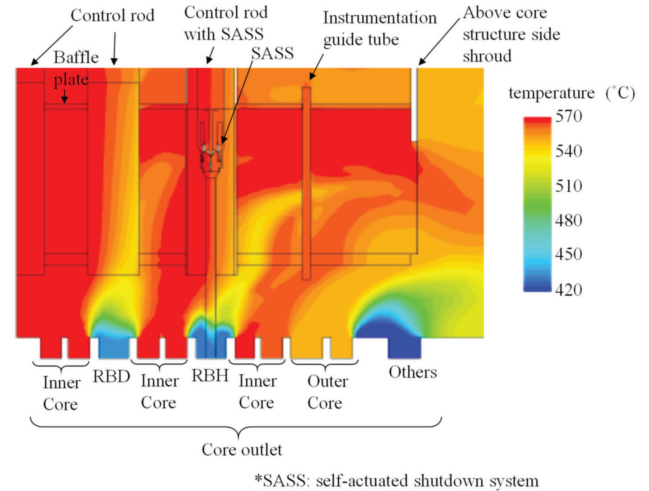 Control rod
Control rod
with SASS
SASS
Instrumentation
guide tube
Above core
structure side
shroud
Baffle
plate
temperature (°C)
570
540
510
480
450
420
Inner
Core
RBD
Inner
Core
RBH
Inner
Core
Outer
Core
Others
Core outlet
*SASS: self-actuated shutdown system